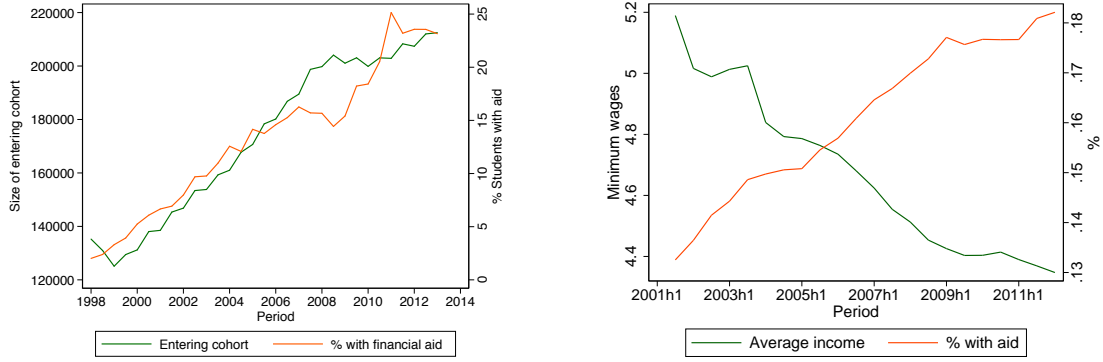 220000
200000
180000
160000
140000
120000
Size of entering cohort
25
20
15
10
5
0
% Students with aid
1998 2000 2002 2004 2006 2008 2010 2012 2014
Period
Entering cohort % with financial aid
5.2
5
4.8
4.6
4.4
Minimum wages
.18
.17
.16
.15
.14
.13
%
2001h1 2003h1 2005h1 2007h1 2009h1 2011h1
Period
Average income % with aid